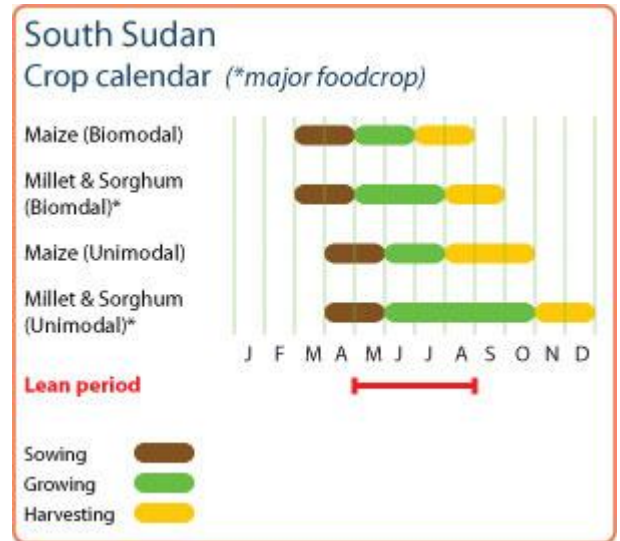 South Sudan
Crop calendar (*major foodcrop)
Maize (Biomodal)
Millet & Sorghum
(Biomdal)*
Maize (Unimodal)
Millet & Sorghum
(Unimodal)*
J F M A M J J A S O N D
Lean period
Sowing
Growing
Harvesting